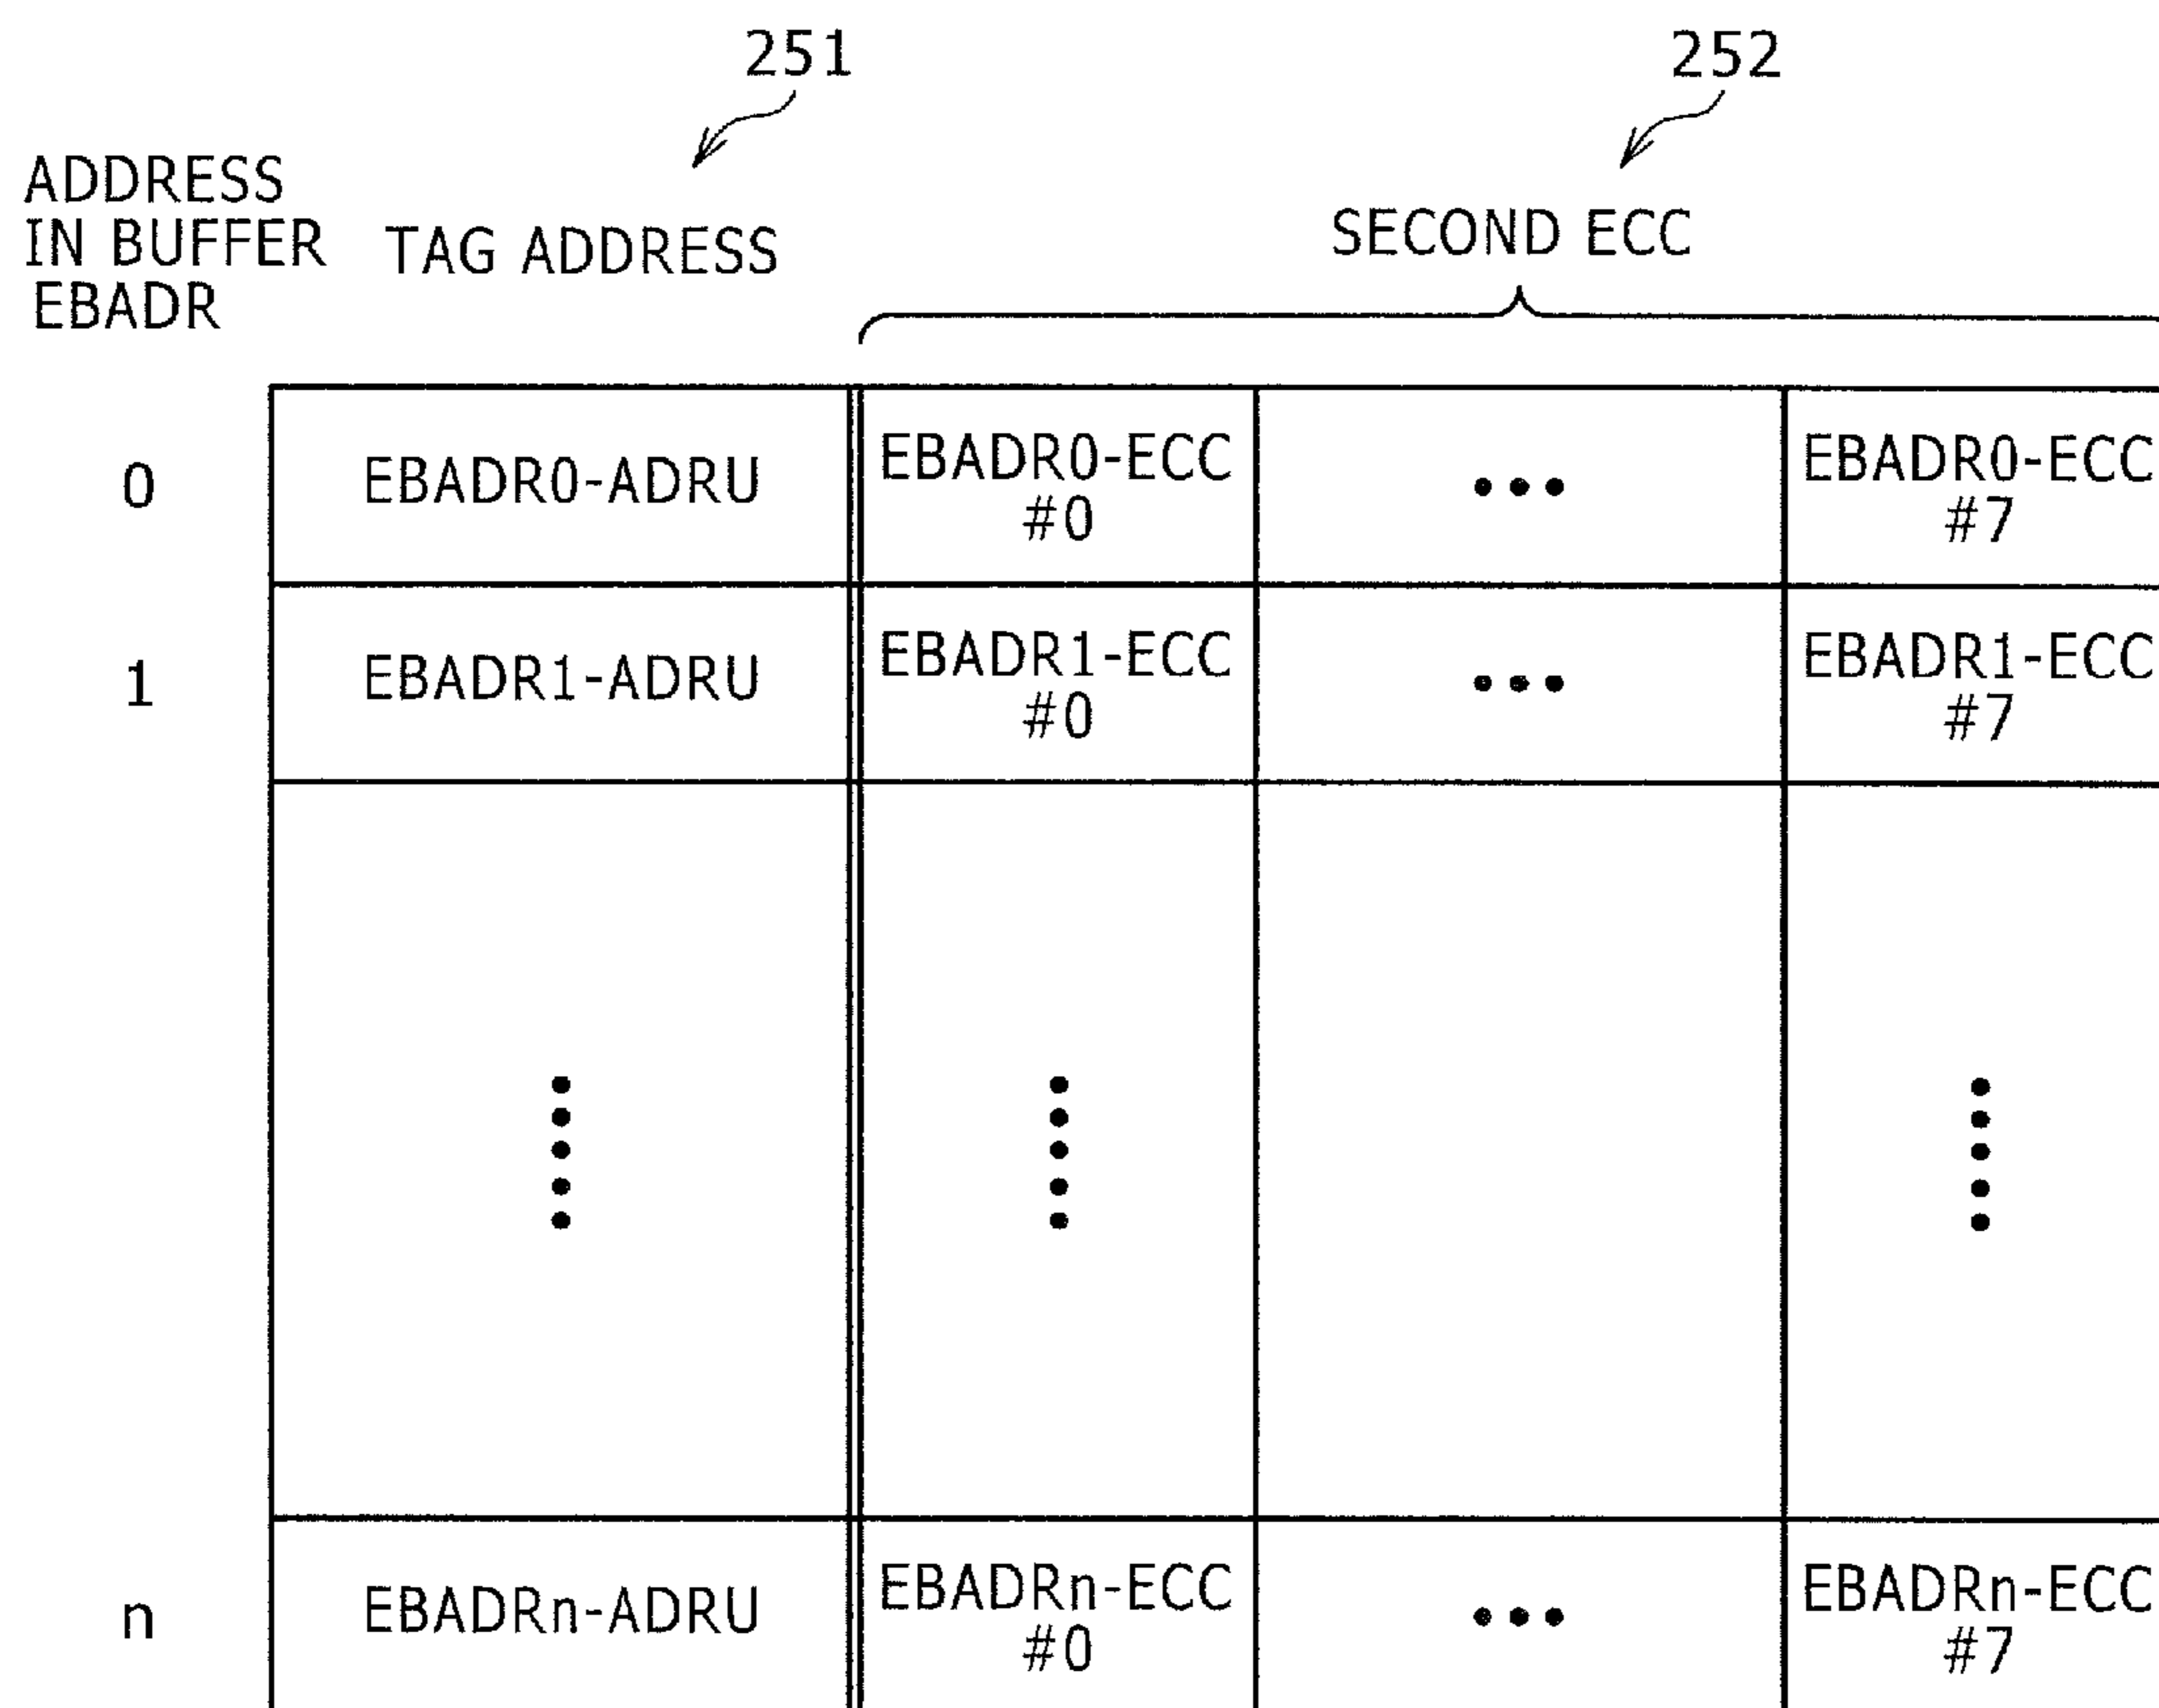 251
252
ADDRESS
IN BUFFER
EBADR
TAG ADDRESS
SECOND ECC
0
EBADR0-ADRU
EBADR0-ECC
#0
•••
EBADR0-ECC
#7
1
EBADR1-ADRU
EBADR1-ECC
#0
•••
EBADR1-ECC
#7
n
EBADRn-ADRU
EBADRn-ECC
#0
•••
EBADRn-ECC
#7